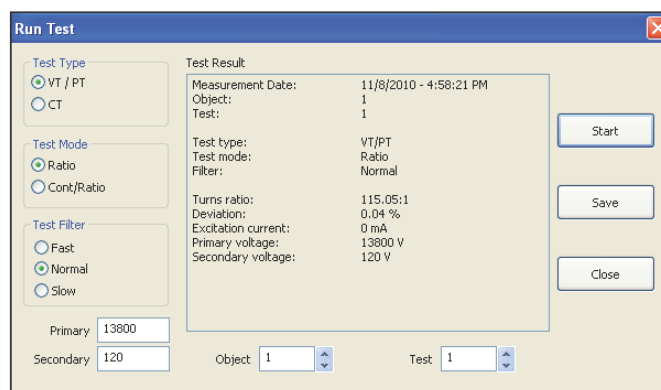 Run Test
Test Type
VT / PT
CT
Test Mode
Ratio
Cont/Ratio
Test Filter
Fast
Normal
Slow
Primary 13800
Secondary 120
Test Result
Measurement Date: 11/8/2010 - 4:58:21 PM
Object: 1
Test: 1
Test type: VT/PT
Test mode: Ratio
Filter: Normal
Turns ratio: 115.05:1
Deviation: 0.04 %
Excitation current: 0 mA
Primary voltage: 13800 V
Secondary voltage: 120 V
Object 1
Test 1
Start
Save
Close